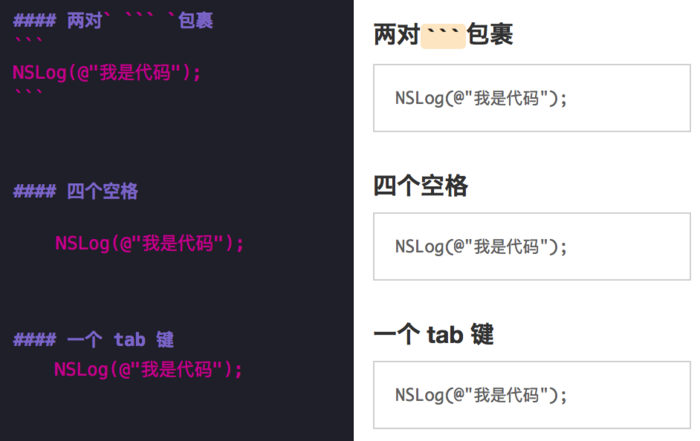 #### 两对` ``` `包裹
```
NSLog(@"我是代码");
```
#### 四个空格
    NSLog(@"我是代码");
#### 一个 tab 键
    NSLog(@"我是代码");
两对```包裹
NSLog(@"我是代码");
四个空格
NSLog(@"我是代码");
一个 tab 键
NSLog(@"我是代码");